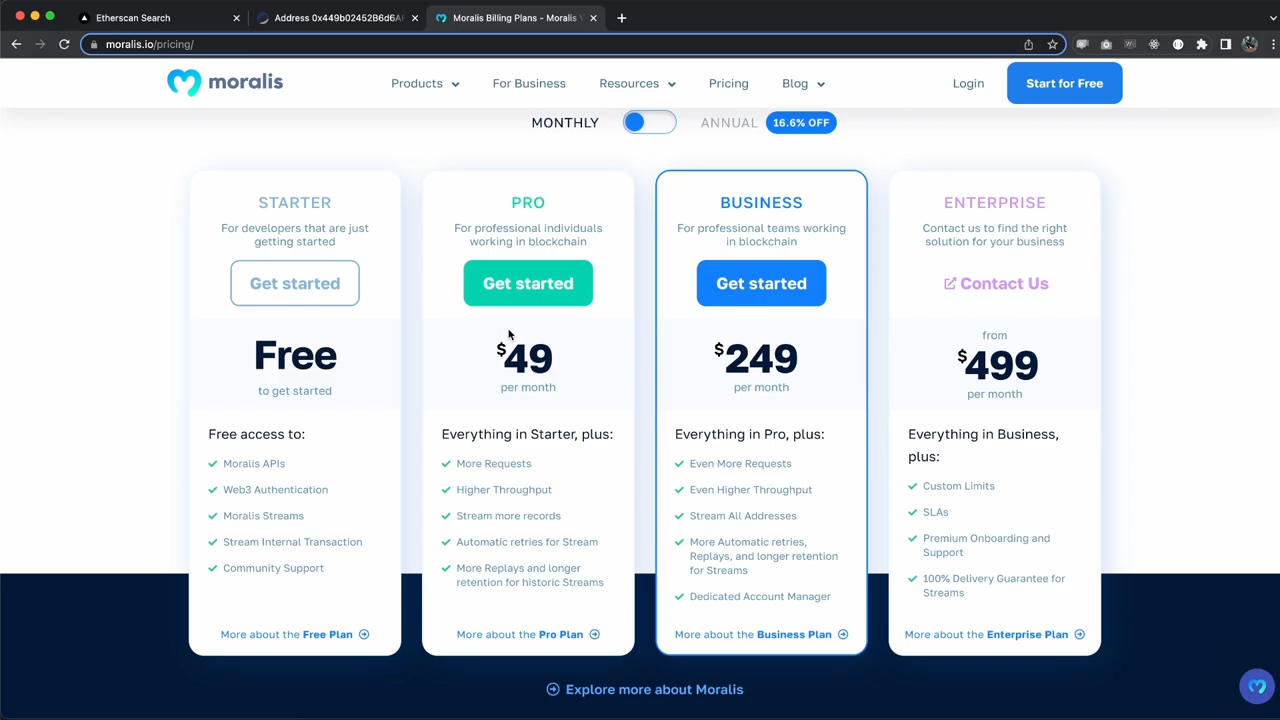 Etherscan Search
Address 0x449b02452B6d6AF
Moralis Billing Plans - Moralis
moralis.io/pricing/
moralis
Products
For Business
Resources
Pricing
Blog
Login
Start for Free
MONTHLY
ANNUAL
16.6% OFF
STARTER
For developers that are just
getting started
Get started
Free
to get started
Free access to:
Moralis APIs
Web3 Authentication
Moralis Streams
Stream Internal Transaction
Community Support
More about the Free Plan
PRO
For professional individuals
working in blockchain
Get started
$49
per month
Everything in Starter, plus:
More Requests
Higher Throughput
Stream more records
Automatic retries for Stream
More Replays and longer
retention for historic Streams
More about the Pro Plan
BUSINESS
For professional teams working
in blockchain
Get started
$249
per month
Everything in Pro, plus:
Even More Requests
Even Higher Throughput
Stream All Addresses
More Automatic retries,
Replays, and longer retention
for Streams
Dedicated Account Manager
More about the Business Plan
ENTERPRISE
Contact us to find the right
solution for your business
Contact Us
from
$499
per month
Everything in Business,
plus:
Custom Limits
SLAs
Premium Onboarding and
Support
100% Delivery Guarantee for
Streams
More about the Enterprise Plan
Explore more about Moralis